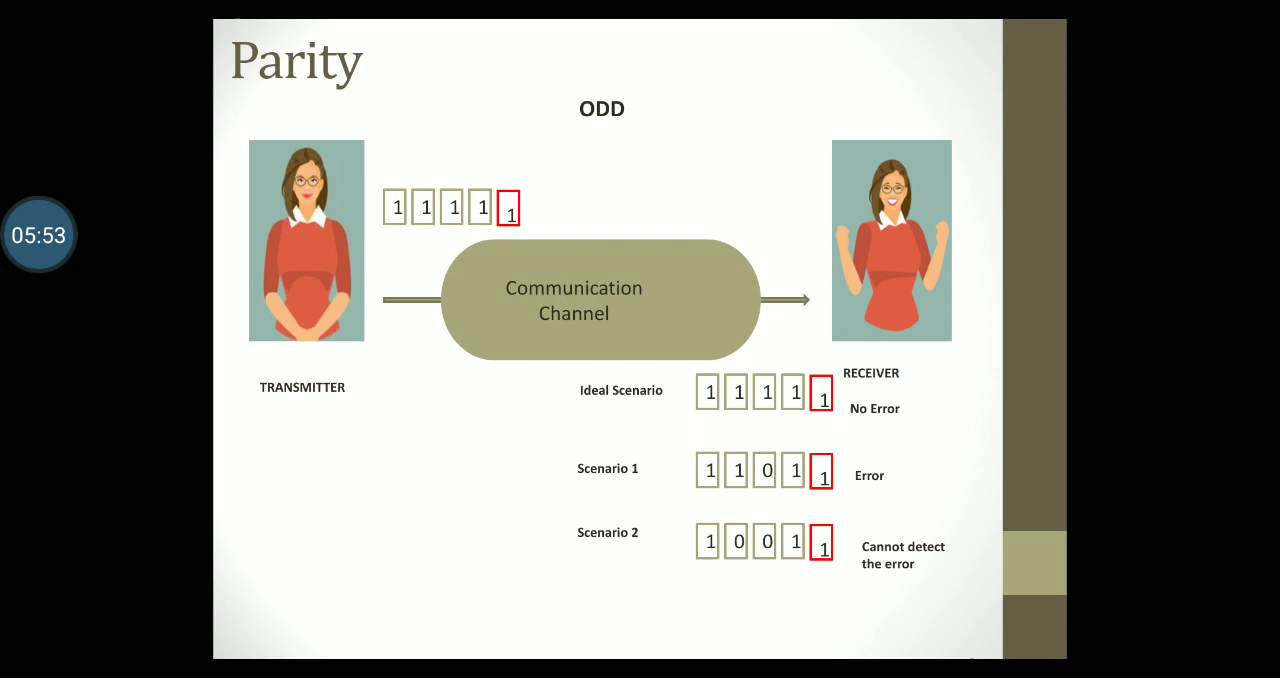 Parity
ODD
1 1 1 1 1
05:53
Communication
Channel
TRANSMITTER
RECEIVER
Ideal Scenario 1 1 1 1 1 No Error
Scenario 1 1 1 0 1 1 Error
Scenario 2 1 0 0 1 1 Cannot detect
the error